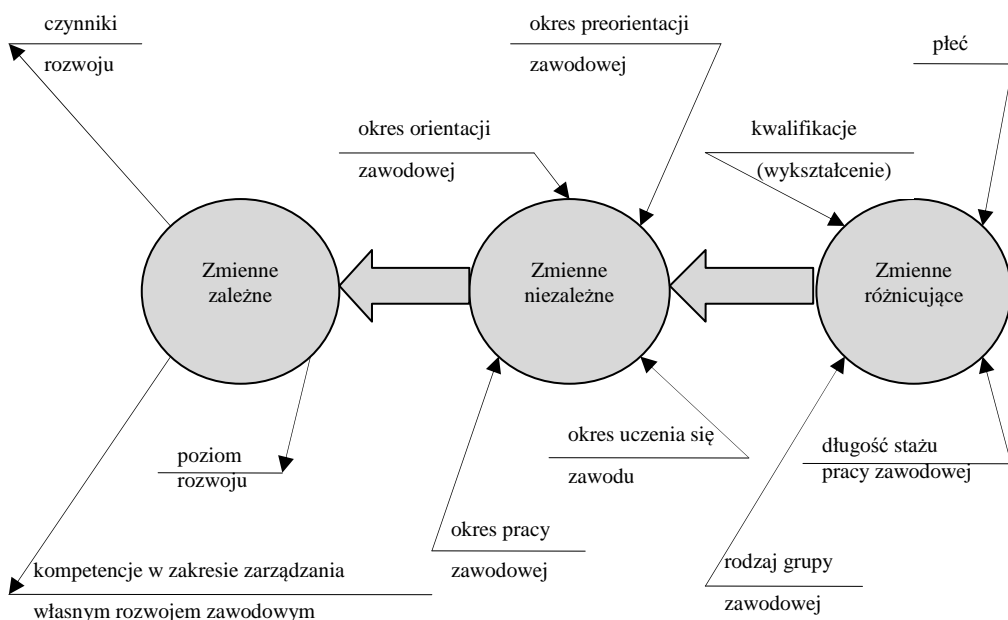 czynniki
rozwoju
okres preorientacji
zawodowej
płeć
okres orientacji
zawodowej
kwalifikacje
(wykształcenie)
Zmienne
zależne
Zmienne
niezależne
Zmienne
różnicujące
poziom
rozwoju
okres uczenia się
zawodu
długość stażu
pracy zawodowej
okres pracy
zawodowej
rodzaj grupy
zawodowej
kompetencje w zakresie zarządzania
własnym rozwojem zawodowym